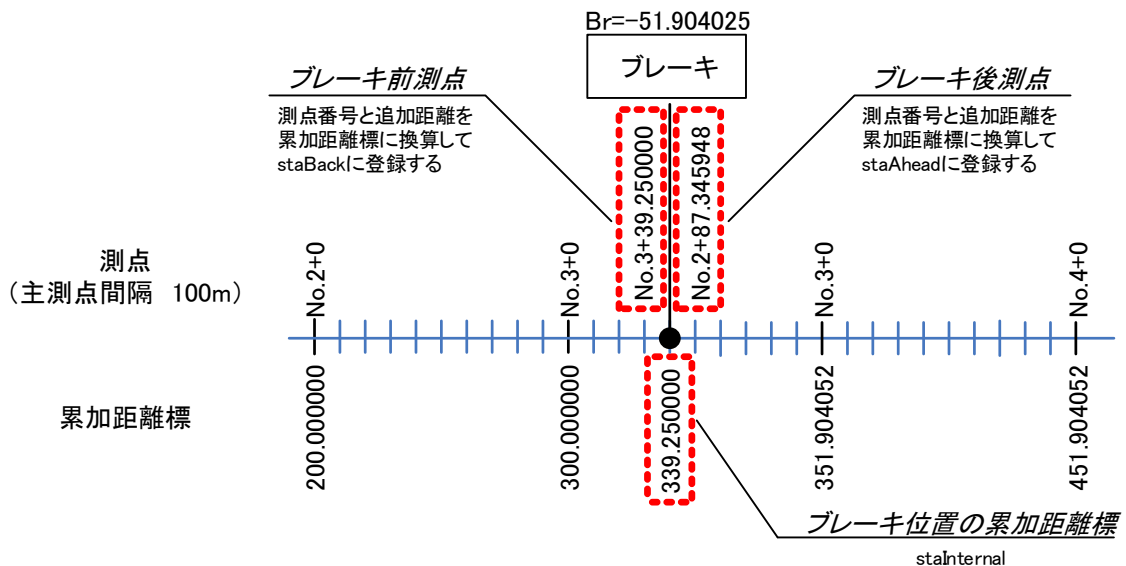 Br=-51.904025
ブレーキ
ブレーキ前測点
測点番号と追加距離を
累加距離標に換算して
staBackに登録する
ブレーキ後測点
測点番号と追加距離を
累加距離標に換算して
staAheadに登録する
測点
(主測点間隔 100m)
No.2+0
No.3+0
No.3+39.250000
No.2+87.345948
No.3+0
No.4+0
累加距離標
200.000000
300.000000
339.250000
351.904052
451.904052
ブレーキ位置の累加距離標
staInternal